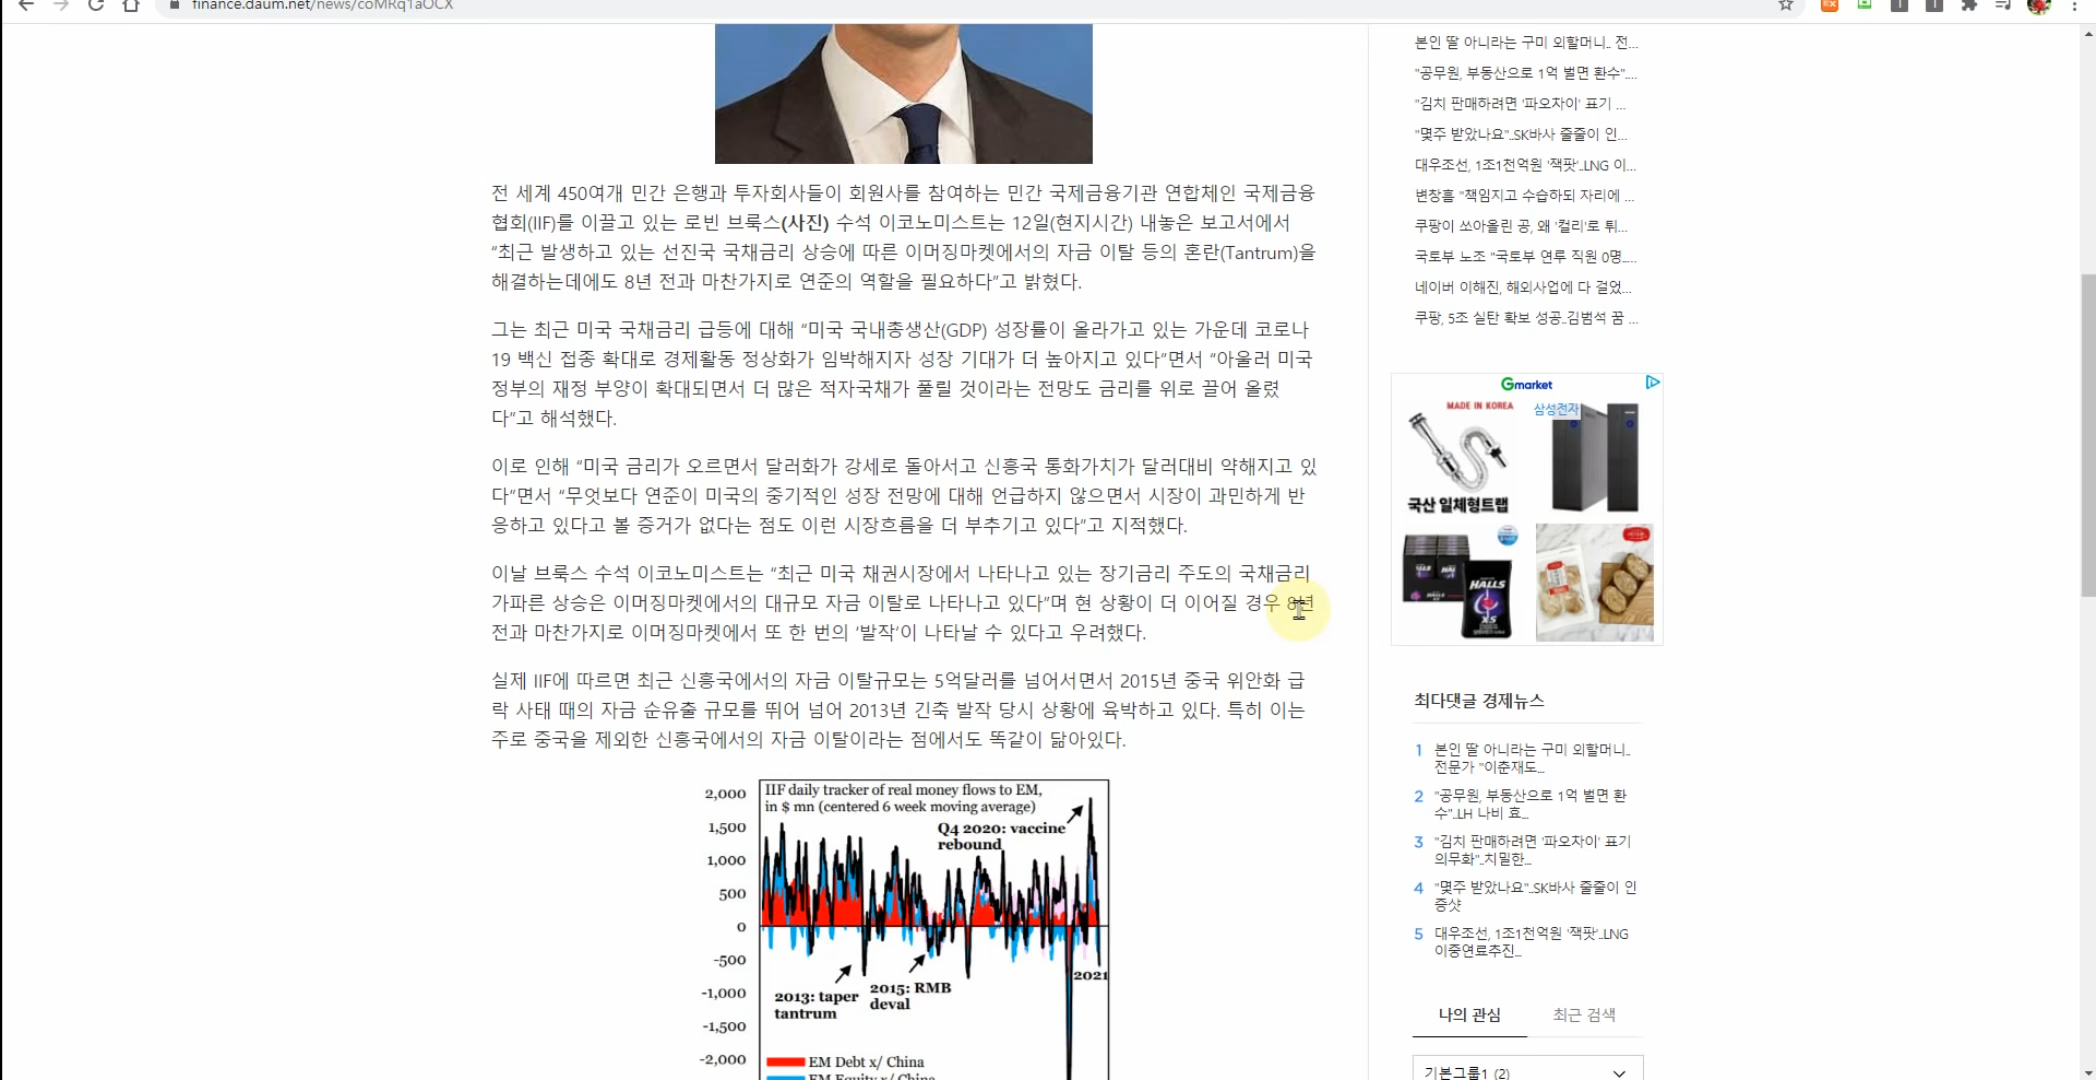 finance.daum.net/news/
전 세계 450여개 민간 은행과 투자회사들이 회원사를 참여하는 민간 국제금융기관 연합체인 국제금융
협회(IIF)를 이끌고 있는 로빈 브룩스(사진) 수석 이코노미스트는 12일(현지시간) 내놓은 보고서에서
“최근 발생하고 있는 선진국 국채금리 상승에 따른 이머징마켓에서의 자금 이탈 등의 혼란(Tantrum)을
해결하는데에도 8년 전과 마찬가지로 연준의 역할을 필요하다”고 밝혔다.
그는 최근 미국 국채금리 급등에 대해 “미국 국내총생산(GDP) 성장률이 올라가고 있는 가운데 코로나
19 백신 접종 확대로 경제활동 정상화가 임박해지자 성장 기대가 더 높아지고 있다”면서 “아울러 미국
정부의 재정 부양이 확대되면서 더 많은 적자국채가 풀릴 것이라는 전망도 금리를 위로 끌어 올렸
다”고 해석했다.
이로 인해 “미국 금리가 오르면서 달러화가 강세로 돌아서고 신흥국 통화가치가 달러대비 약해지고 있
다”면서 “무엇보다 연준이 미국의 중기적인 성장 전망에 대해 언급하지 않으면서 시장이 과민하게 반
응하고 있다고 볼 증거가 없다는 점도 이런 시장흐름을 더 부추기고 있다”고 지적했다.
이날 브룩스 수석 이코노미스트는 “최근 미국 채권시장에서 나타나고 있는 장기금리 주도의 국채금리
가파른 상승은 이머징마켓에서의 대규모 자금 이탈로 나타나고 있다”며 현 상황이 더 이어질 경우 8년
전과 마찬가지로 이머징마켓에서 또 한 번의 ‘발작’이 나타날 수 있다고 우려했다.
실제 IIF에 따르면 최근 신흥국에서의 자금 이탈규모는 5억달러를 넘어서면서 2015년 중국 위안화 급
락 사태 때의 자금 순유출 규모를 뛰어 넘어 2013년 긴축 발작 당시 상황에 육박하고 있다. 특히 이는
주로 중국을 제외한 신흥국에서의 자금 이탈이라는 점에서도 똑같이 닮아있다.
IIF daily tracker of real money flows to EM,
in $ mn (centered 6 week moving average)
2,000
1,500
1,000
500
0
-500
-1,000
-1,500
-2,000
Q4 2020: vaccine
rebound
2021
2013: taper
tantrum
2015: RMB
deval
EM Debt x/ China
EM Equity x/ China
본인 딸 아니라는 구미 외할머니.. 전...
"공무원, 부동산으로 1억 벌면 환수"....
"김치 판매하려면 '파오차이' 표기 ...
"몇주 받았나요"..SK바사 줄줄이 인...
대우조선, 1조1천억원 '잭팟'..LNG 이...
변창흠 "책임지고 수습하되 자리에 ...
쿠팡이 쏘아올린 공, 왜 '컬리'로 튀...
국토부 노조 "국토부 연루 직원 0명....
네이버 이해진, 해외사업에 다 걸었...
쿠팡, 5조 실탄 확보 성공..김범석 꿈 ...
Gmarket
MADE IN KOREA
삼성전자
국산 일체형트랩
HALLS
XS
최다댓글 경제뉴스
1 본인 딸 아니라는 구미 외할머니..
전문가 "이춘재도...
2 "공무원, 부동산으로 1억 벌면 환
수"..LH 나비 효...
3 "김치 판매하려면 '파오차이' 표기
의무화"..치밀한...
4 "몇주 받았나요"..SK바사 줄줄이 인
증샷
5 대우조선, 1조1천억원 '잭팟'..LNG
이중연료추진...
나의 관심 최근 검색
기본그룹1 (2)